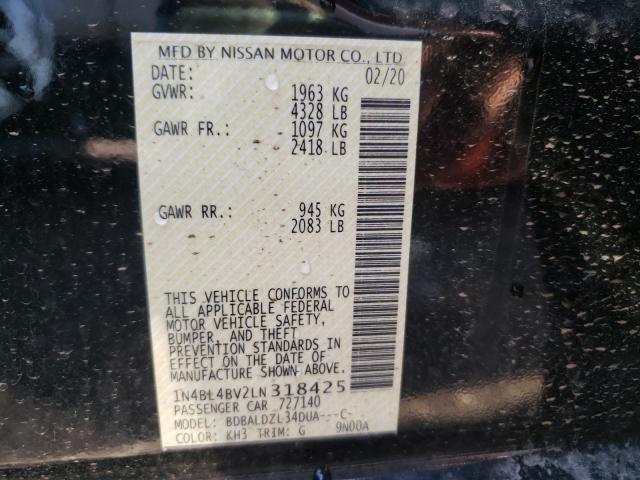 MFD BY NISSAN MOTOR CO., LTD
DATE: 02/20
GVWR: 1963 KG
4328 LB
GAWR FR.: 1097 KG
2418 LB
GAWR RR.: 945 KG
2083 LB
THIS VEHICLE CONFORMS TO
ALL APPLICABLE FEDERAL
MOTOR VEHICLE SAFETY,
BUMPER, AND THEFT
PREVENTION STANDARDS IN
EFFECT ON THE DATE OF
MANUFACTURE SHOWN ABOVE.
1N4BL4BV2LN318425
PASSENGER CAR 727140
MODEL: BDBALDZL34DUA---C-
COLOR: KH3 TRIM: G 9N00A